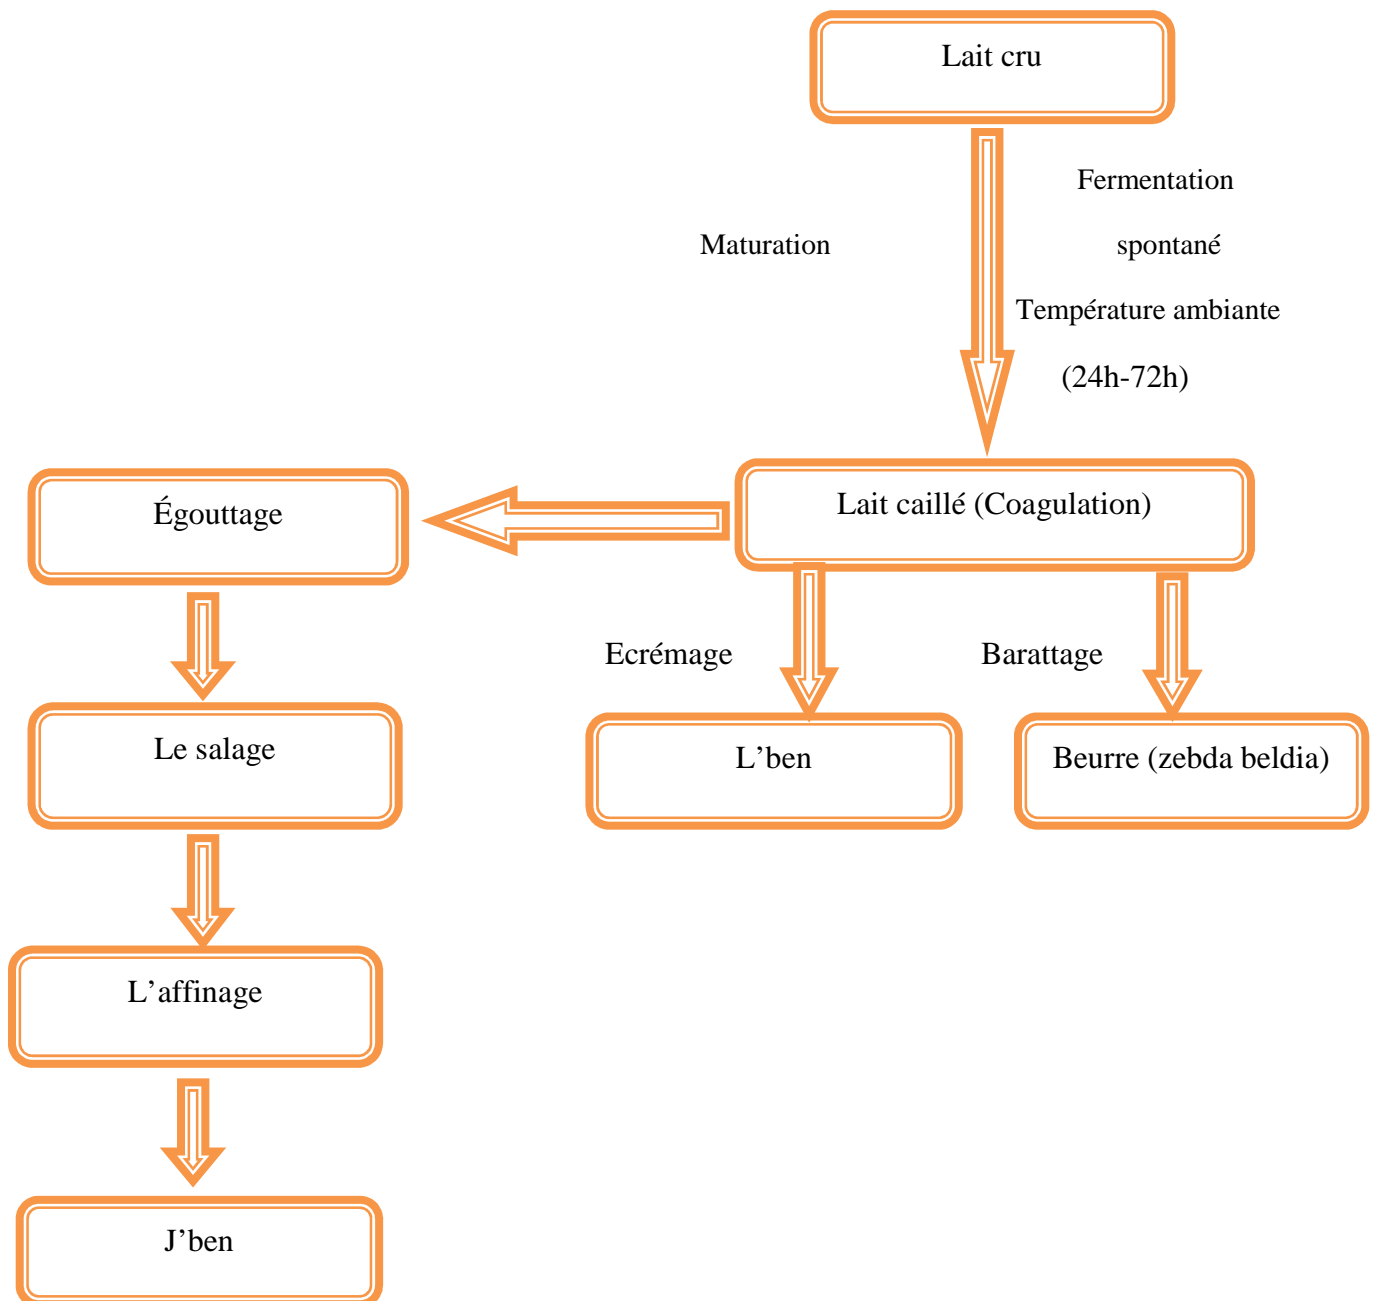 Lait cru
Fermentation
Maturation
spontané
Température ambiante
(24h-72h)
Lait caillé (Coagulation)
Égouttage
Ecrémage
Barattage
Le salage
L’ben
Beurre (zebda beldia)
L’affinage
J’ben